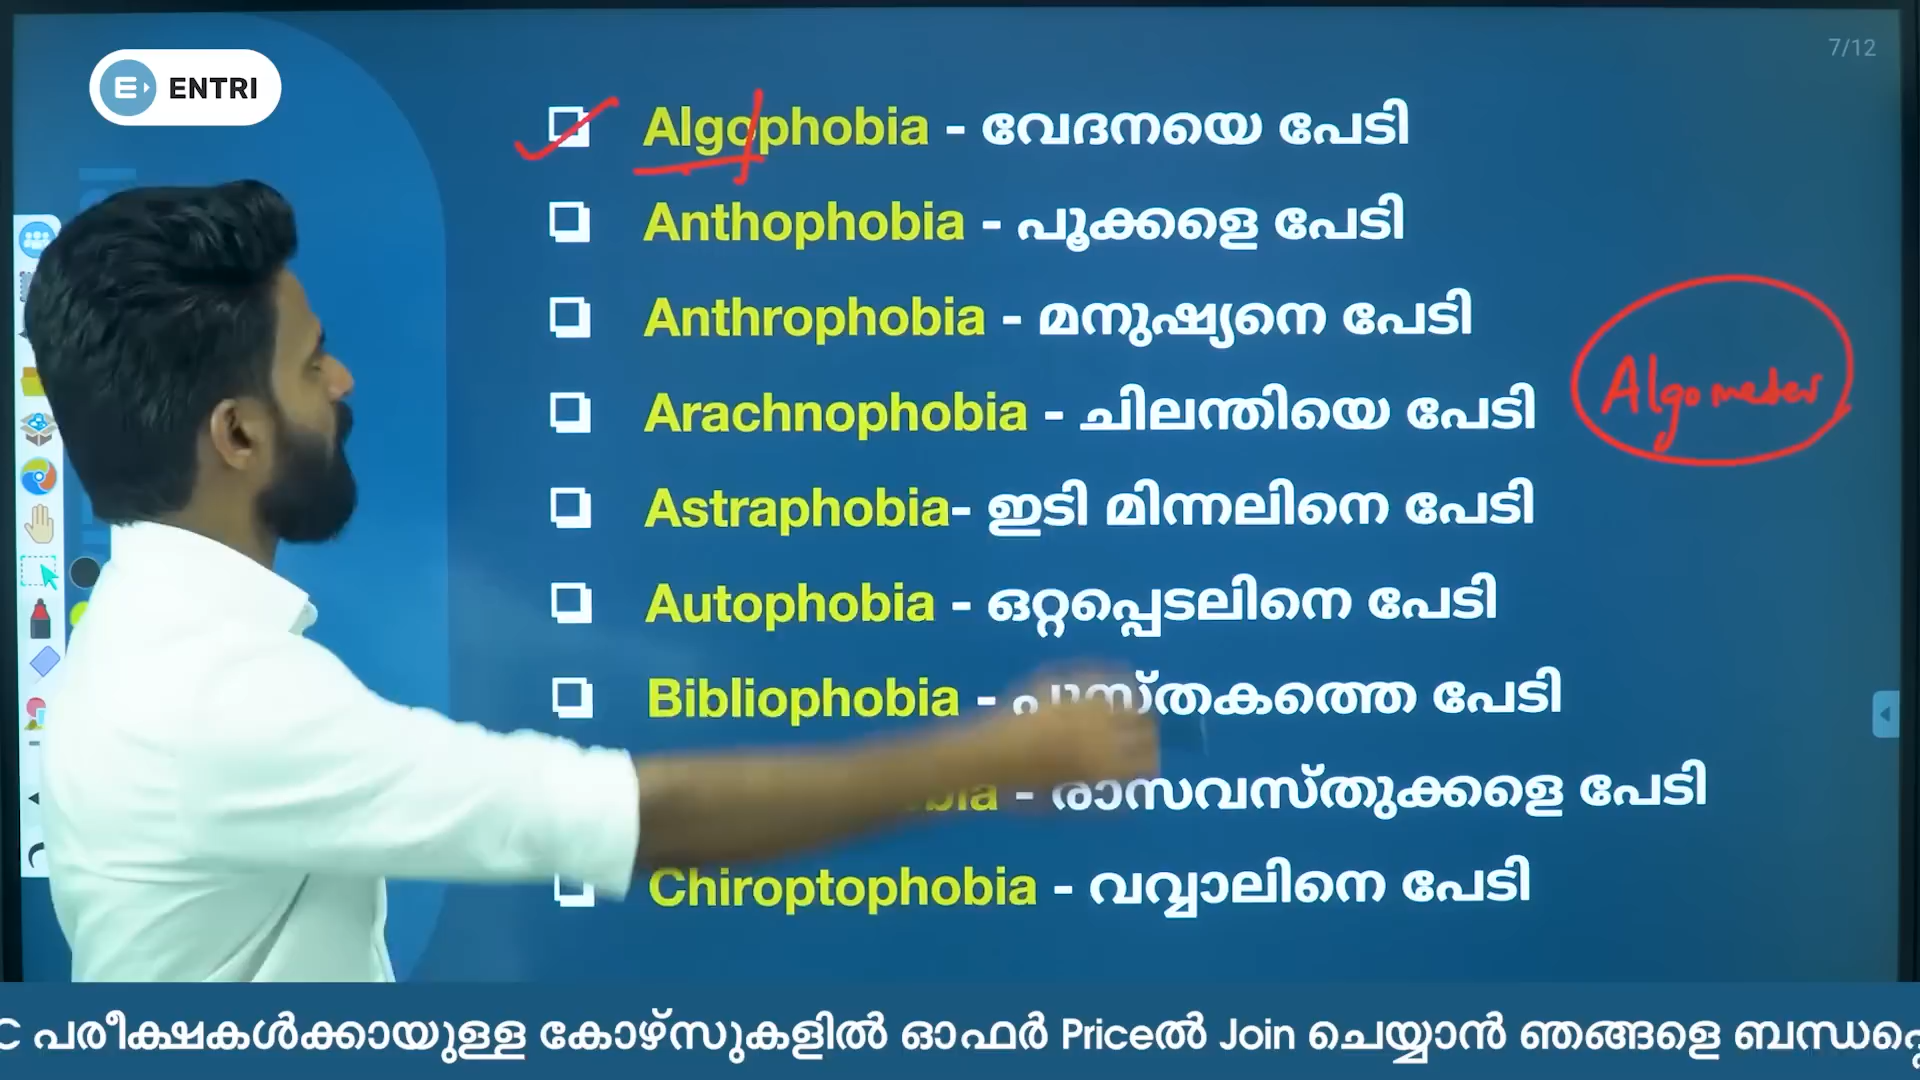 ENTRI
7/12
Algophobia - വേദനയെ പേടി
Anthophobia - പൂക്കളെ പേടി
Anthrophobia - മനുഷ്യനെ പേടി
Algometer
Arachnophobia - ചിലന്തിയെ പേടി
Astraphobia- ഇടി മിന്നലിനെ പേടി
Autophobia - ഒറ്റപ്പെടലിനെ പേടി
Bibliophobia - പുസ്തകത്തെ പേടി
- രാസവസ്തുക്കളെ പേടി
Chiroptophobia - വവ്വാലിനെ പേടി
C പരീക്ഷകൾക്കായുള്ള കോഴ്സുകളിൽ ഓഫർ Priceൽ Join ചെയ്യാൻ ഞങ്ങളെ